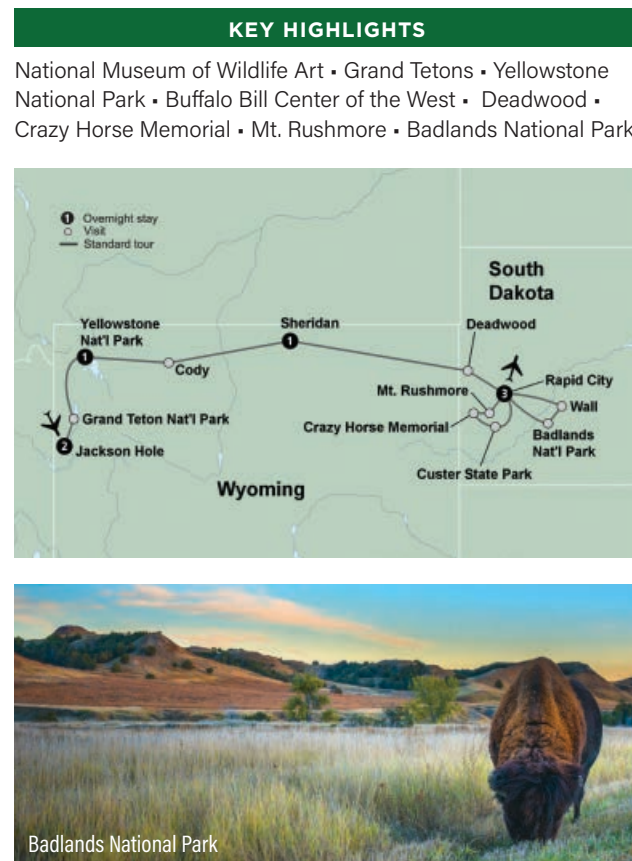 KEY HIGHLIGHTS
National Museum of Wildlife Art ▪ Grand Tetons ▪ Yellowstone
National Park ▪ Buffalo Bill Center of the West ▪ Deadwood ▪
Crazy Horse Memorial ▪ Mt. Rushmore ▪ Badlands National Park
1 Overnight stay
Visit
Standard tour
South
Dakota
Yellowstone
Nat'l Park
1
Sheridan
1
Deadwood
Cody
Mt. Rushmore
3
Rapid City
Wall
Grand Teton Nat'l Park
Crazy Horse Memorial
Badlands
Nat'l Park
2
Jackson Hole
Custer State Park
Wyoming
Badlands National Park